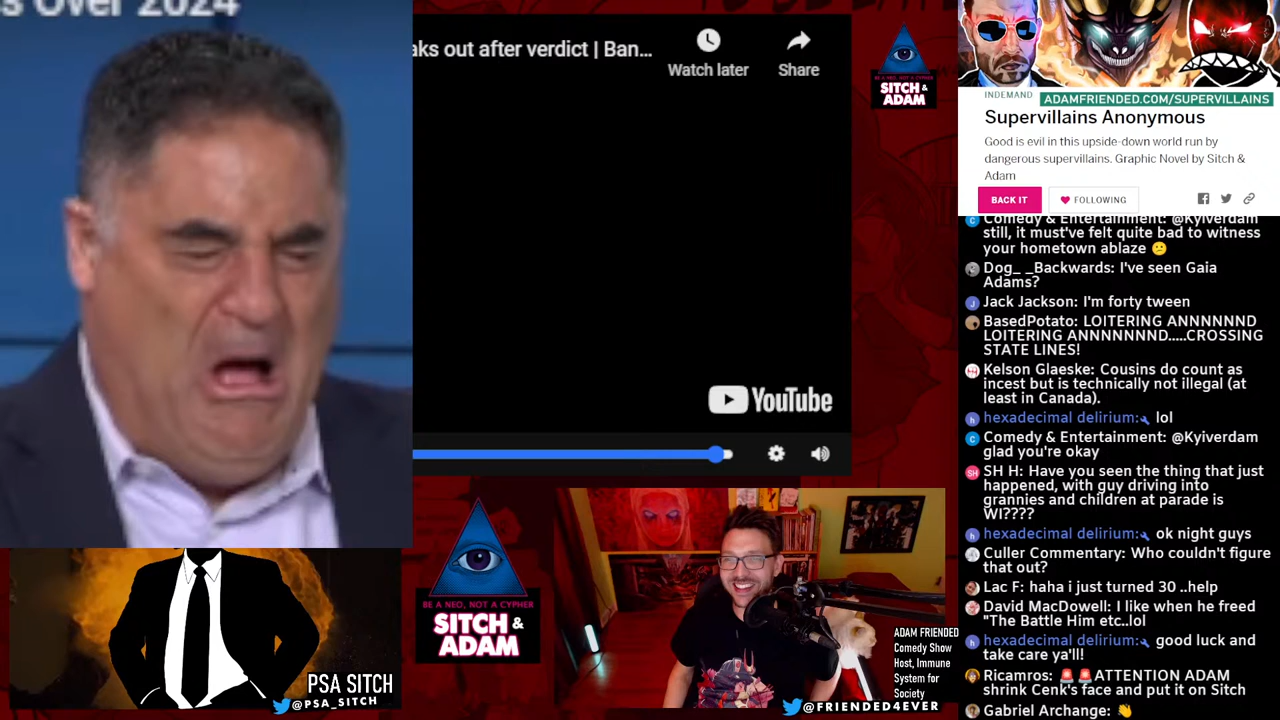 s Over 2024
aks out after verdict | Ban...
Watch later
Share
SITCH &
ADAM
YouTube
INDEMAND
ADAMFRIENDED.COM/SUPERVILLAINS
Supervillains Anonymous
Good is evil in this upside-down world run by
dangerous supervillains. Graphic Novel by Sitch &
Adam
BACK IT
FOLLOWING
Comedy & Entertainment: @Kyiverdam
still, it must've felt quite bad to witness
your hometown ablaze 😕
Dog_ _Backwards: I've seen Gaia
Adams?
Jack Jackson: I'm forty tween
BasedPotato: LOITERING ANNNNNND
LOITERING ANNNNNNND.....CROSSING
STATE LINES!
Kelson Glaeske: Cousins do count as
incest but is technically not illegal (at
least in Canada).
hexadecimal delirium: lol
Comedy & Entertainment: @Kyiverdam
glad you're okay
SH H: Have you seen the thing that just
happened, with guy driving into
grannies and children at parade is
WI????
hexadecimal delirium: ok night guys
Culler Commentary: Who couldn't figure
that out?
Lac F: haha i just turned 30 ..help
David MacDowell: I like when he freed
"The Battle Him etc..lol
hexadecimal delirium: good luck and
take care ya'll!
Ricamros: 🚨🚨ATTENTION ADAM
shrink Cenk's face and put it on Sitch
Gabriel Archange: 👏
BE A NEO, NOT A CYPHER
SITCH &
ADAM
PSA SITCH
@PSA_SITCH
ADAM FRIENDED
Comedy Show
Host, Immune
System for
Society
@FRIENDED4EVER